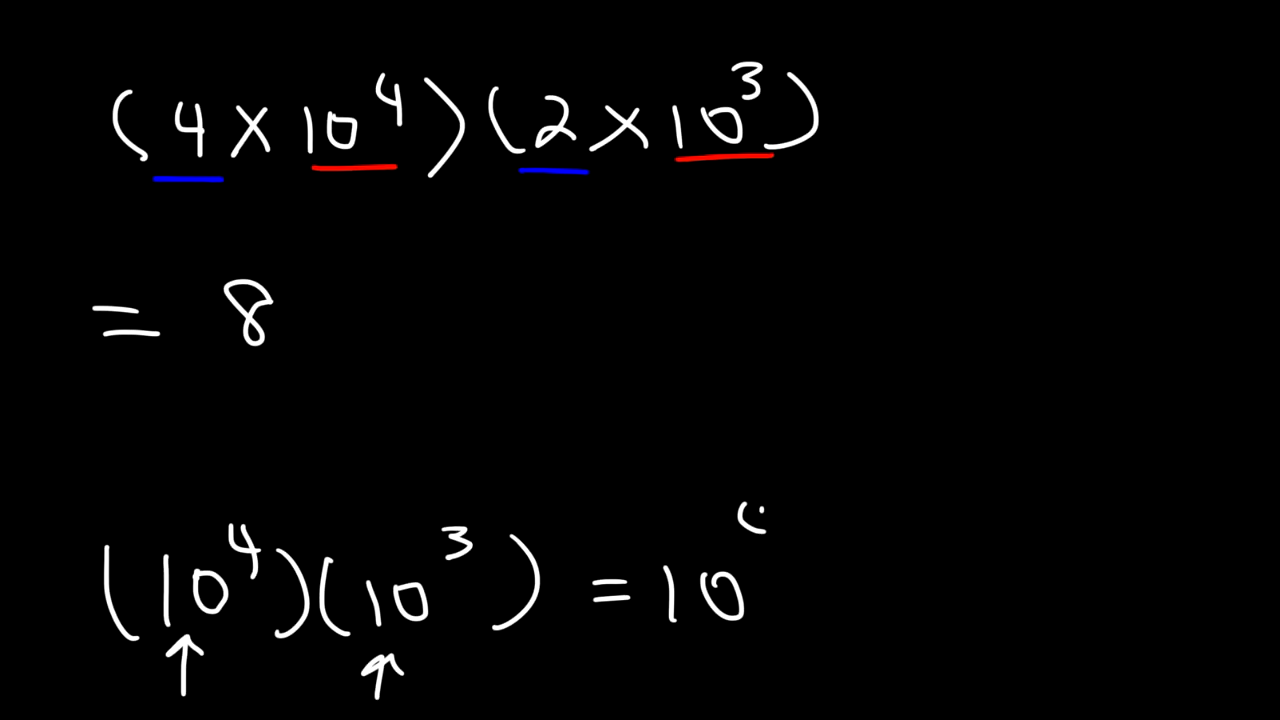 (4 × 10⁴)(2 × 10³)
= 8
(10⁴)(10³) = 10